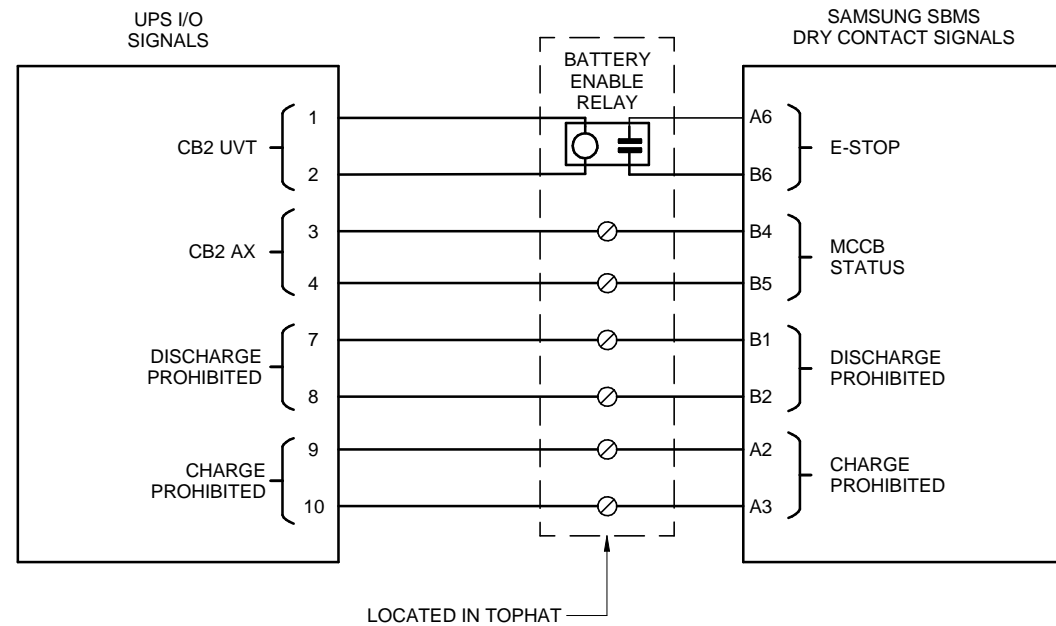 UPS I/O
SIGNALS
SAMSUNG SBMS
DRY CONTACT SIGNALS
BATTERY
ENABLE
RELAY
CB2 UVT
1
2
A6
B6
E-STOP
CB2 AX
3
4
B4
B5
MCCB
STATUS
DISCHARGE
PROHIBITED
7
8
B1
B2
DISCHARGE
PROHIBITED
CHARGE
PROHIBITED
9
10
A2
A3
CHARGE
PROHIBITED
LOCATED IN TOPHAT